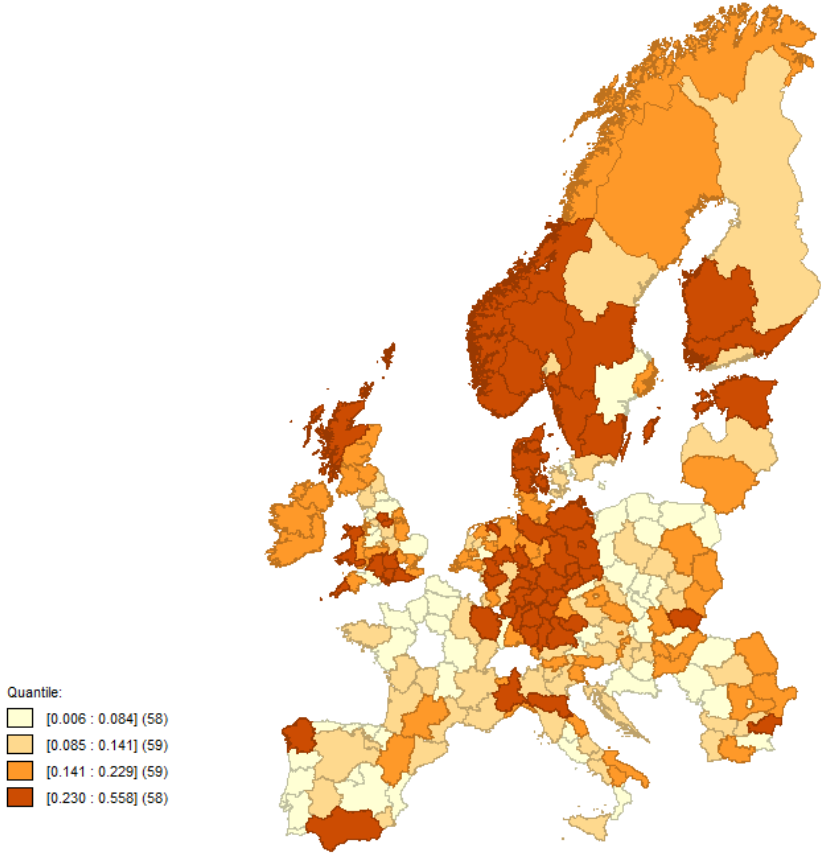 Quantile:
[0.006 : 0.084] (58)
[0.085 : 0.141] (59)
[0.141 : 0.229] (59)
[0.230 : 0.558] (58)